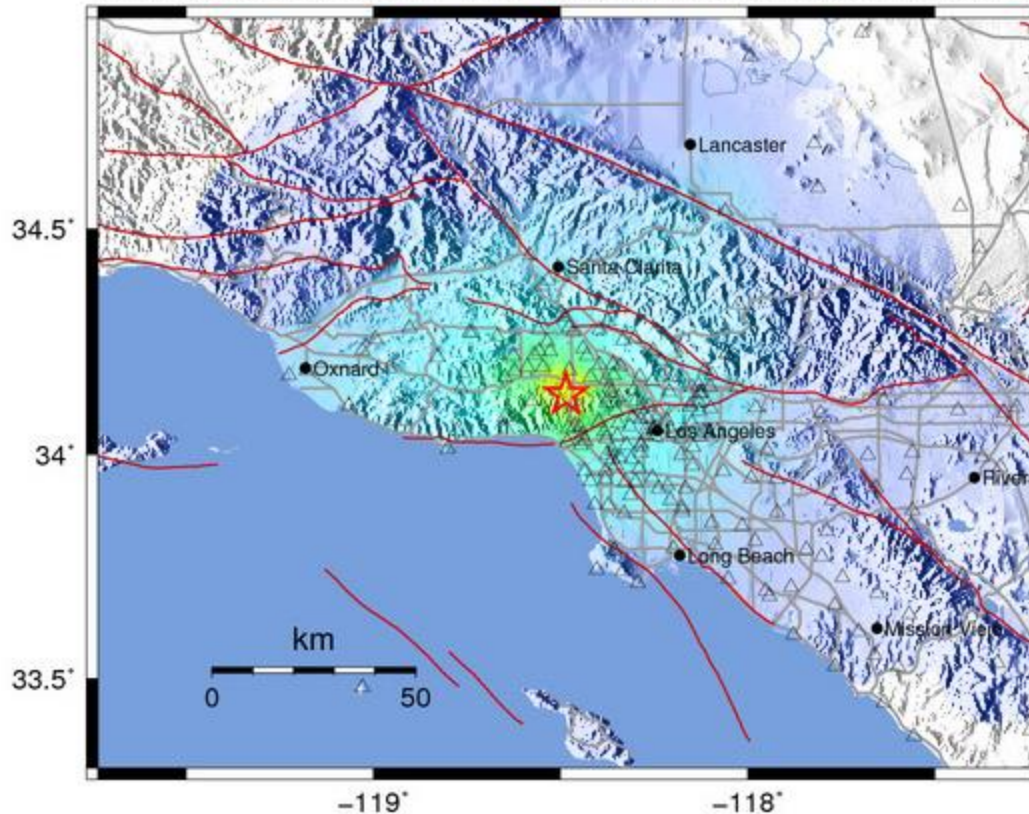 Lancaster
34.5°
Santa Clarita
Oxnard
Los Angeles
34°
River
Long Beach
Mission Viejo
km
0 50
33.5°
-119° -118°